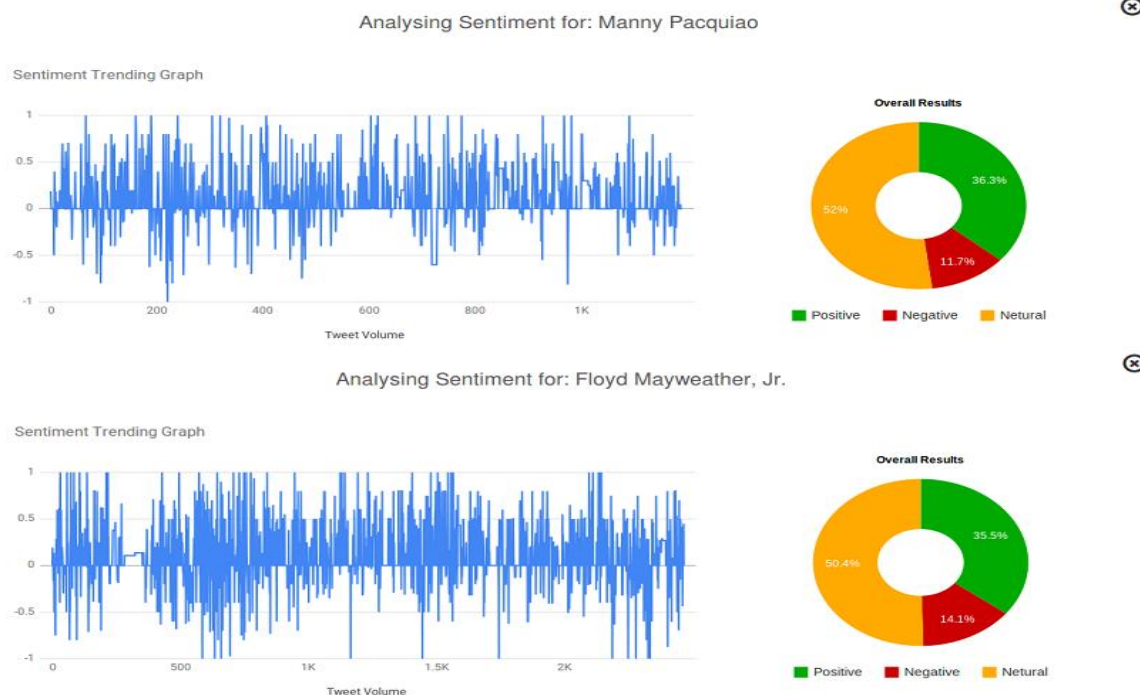 Analysing Sentiment for: Manny Pacquiao
Sentiment Trending Graph
1
0.5
0
-0.5
-1
0 200 400 600 800 1K
Tweet Volume
Overall Results
36.3%
52%
11.7%
Positive Negative Netural
Analysing Sentiment for: Floyd Mayweather, Jr.
Sentiment Trending Graph
1
0.5
0
-0.5
-1
0 500 1K 1.5K 2K
Tweet Volume
Overall Results
35.5%
50.4%
14.1%
Positive Negative Netural